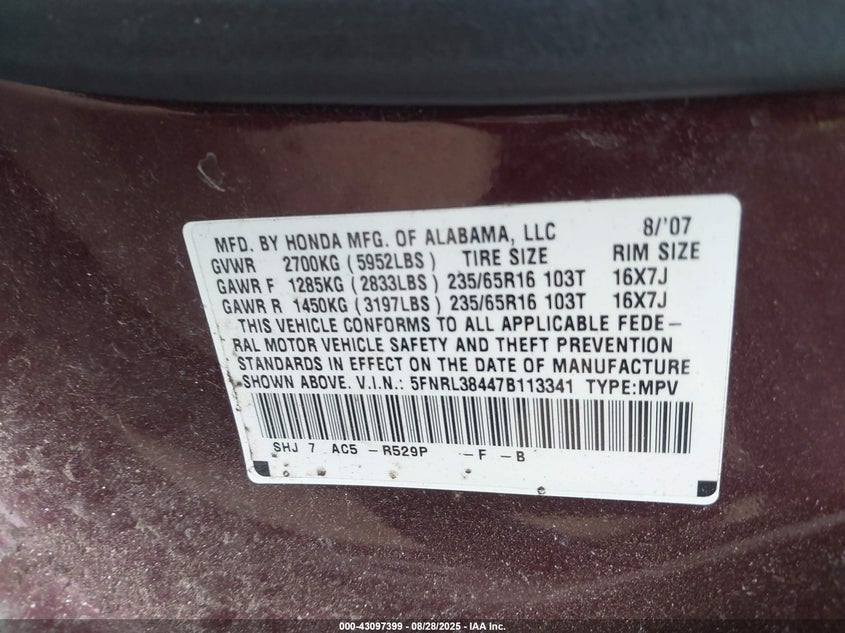 MFD. BY HONDA MFG. OF ALABAMA, LLC 8/'07
GVWR 2700KG (5952LBS) TIRE SIZE RIM SIZE
GAWR F 1285KG (2833LBS) 235/65R16 103T 16X7J
GAWR R 1450KG (3197LBS) 235/65R16 103T 16X7J
THIS VEHICLE CONFORMS TO ALL APPLICABLE FEDE-
RAL MOTOR VEHICLE SAFETY AND THEFT PREVENTION
STANDARDS IN EFFECT ON THE DATE OF MANUFACTURE
SHOWN ABOVE. V.I.N.: 5FNRL38447B113341 TYPE:MPV
SHJ 7 AC5 -R529P -F -B
000-43097399 | 08/28/2025 - IAA Inc.